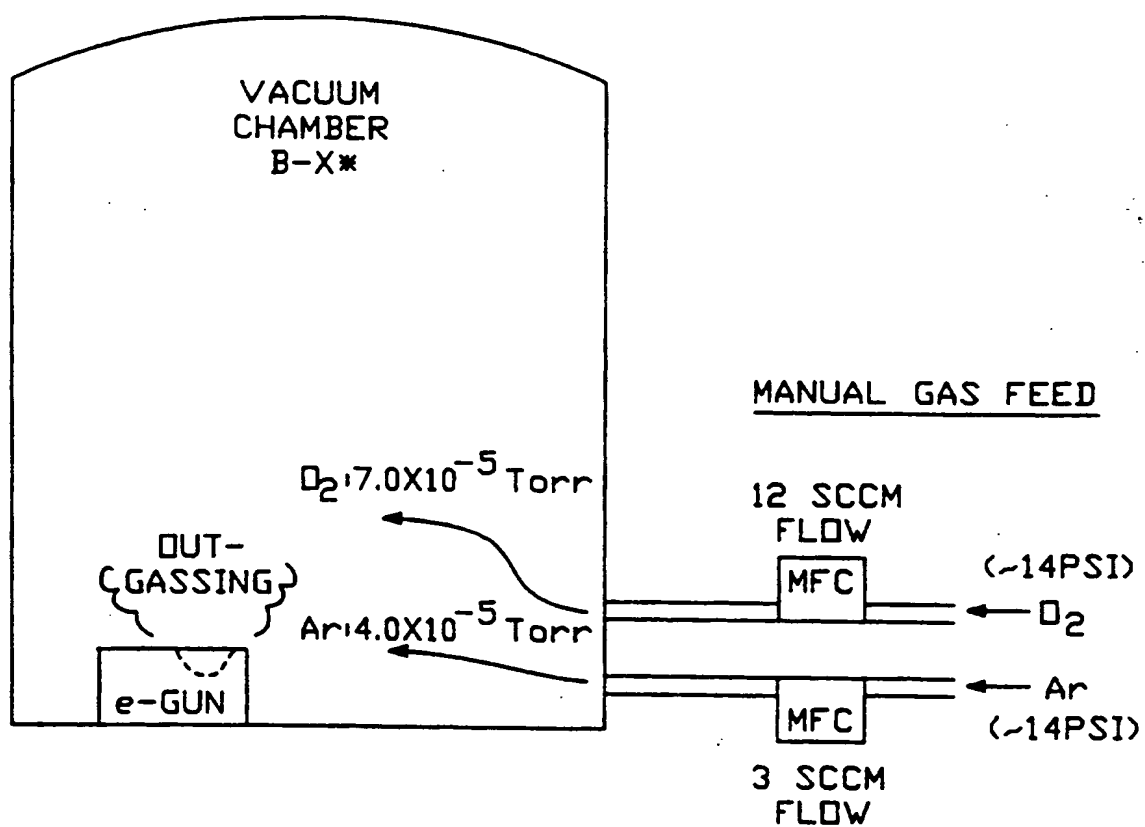 VACUUM
CHAMBER
B-X*
MANUAL GAS FEED
O₂:7.0X10⁻⁵ Torr
12 SCCM
FLOW
OUT-
GASSING
MFC
(~14PSI)
O₂
Ar:4.0X10⁻⁵ Torr
e-GUN
Ar
MFC
(~14PSI)
3 SCCM
FLOW